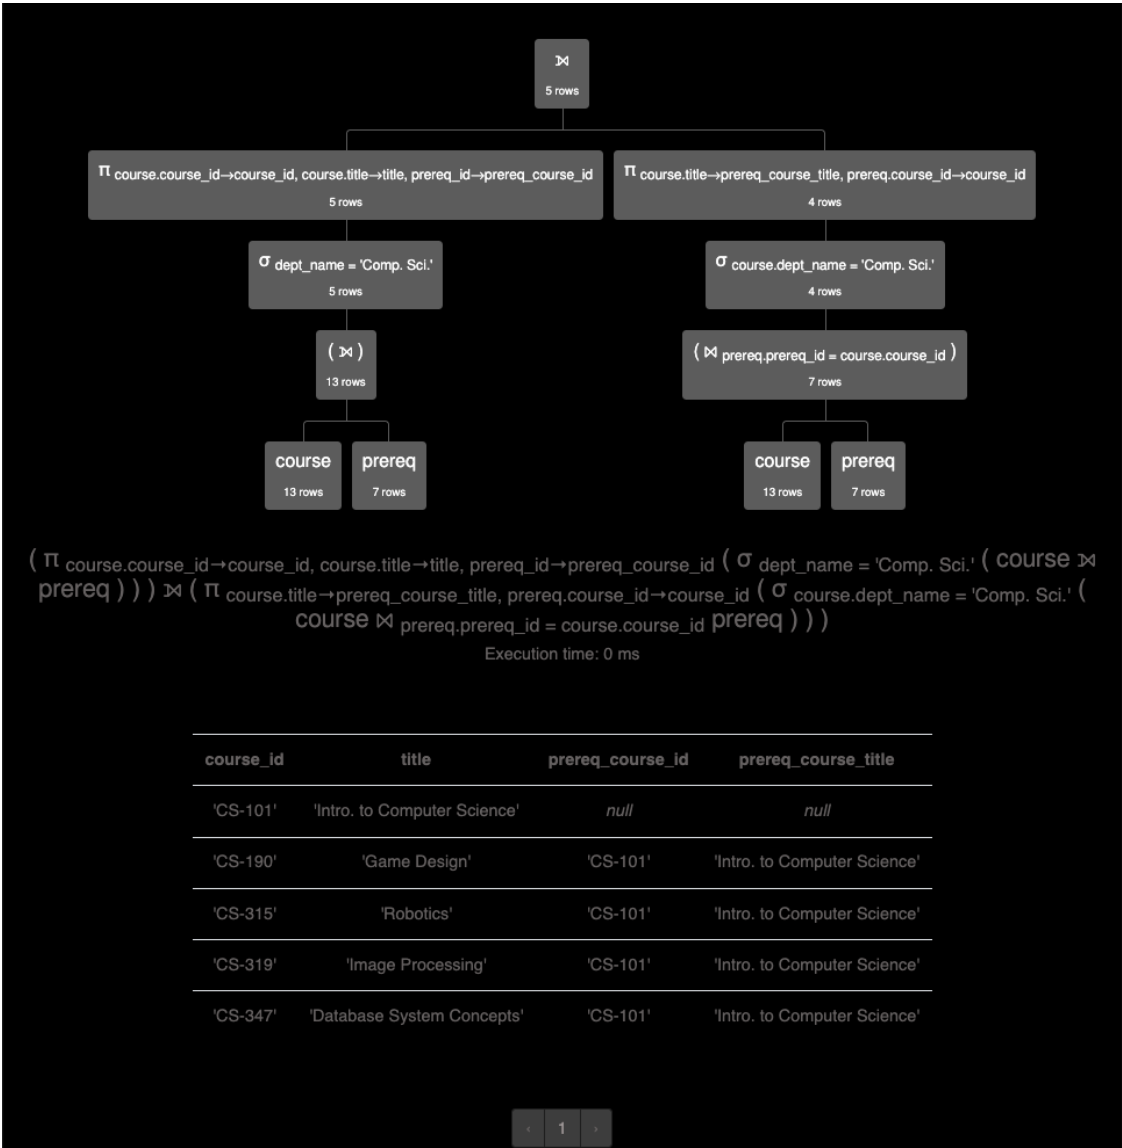 ⟕
5 rows
π course.course_id→course_id, course.title→title, prereq_id→prereq_course_id
5 rows
π course.title→prereq_course_title, prereq.course_id→course_id
4 rows
σ dept_name = 'Comp. Sci.'
5 rows
σ course.dept_name = 'Comp. Sci.'
4 rows
( ⟕ )
13 rows
( ⋈ prereq.prereq_id = course.course_id )
7 rows
course
13 rows
prereq
7 rows
course
13 rows
prereq
7 rows
( π course.course_id→course_id, course.title→title, prereq_id→prereq_course_id ( σ dept_name = 'Comp. Sci.' ( course ⟕
prereq ) ) ) ⟕ ( π course.title→prereq_course_title, prereq.course_id→course_id ( σ course.dept_name = 'Comp. Sci.' (
course ⋈ prereq.prereq_id = course.course_id prereq ) ) )
Execution time: 0 ms
course_id title prereq_course_id prereq_course_title
'CS-101' 'Intro. to Computer Science' null null
'CS-190' 'Game Design' 'CS-101' 'Intro. to Computer Science'
'CS-315' 'Robotics' 'CS-101' 'Intro. to Computer Science'
'CS-319' 'Image Processing' 'CS-101' 'Intro. to Computer Science'
'CS-347' 'Database System Concepts' 'CS-101' 'Intro. to Computer Science'
‹ 1 ›